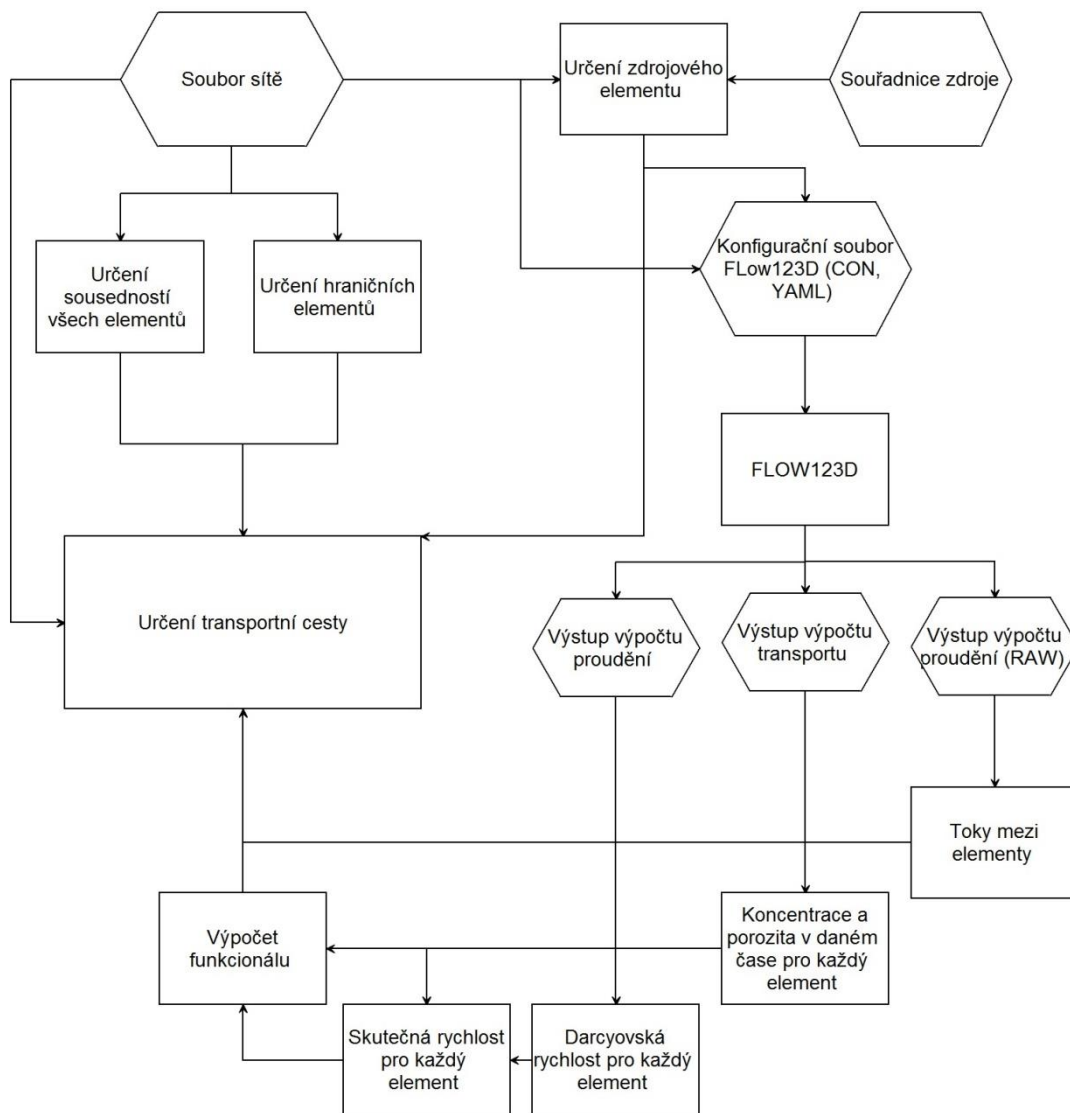 Soubor sítě
Určení zdrojového
elementu
Souřadnice zdroje
Určení
sousedností
všech elementů
Určení hraničních
elementů
Konfigurační soubor
FLow123D (CON,
YAML)
FLOW123D
Určení transportní cesty
Výstup výpočtu
proudění
Výstup výpočtu
transportu
Výstup výpočtu
proudění (RAW)
Toky mezi
elementy
Výpočet
funkcionálu
Koncentrace a
porozita v daném
čase pro každý
element
Skutečná rychlost
pro každý
element
Darcyovská
rychlost pro každý
element